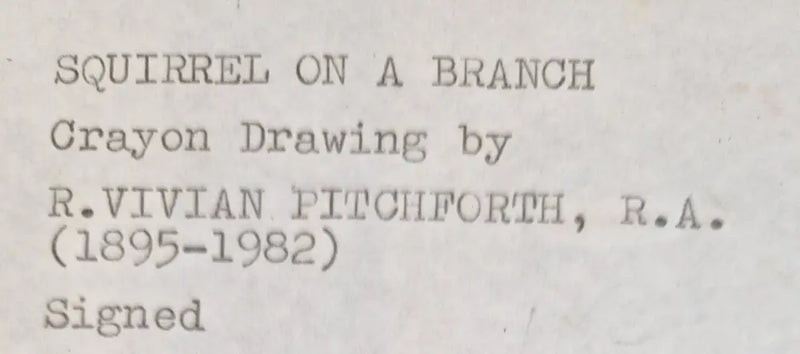 SQUIRREL ON A BRANCH
Crayon Drawing by
R.VIVIAN PITCHFORTH, R.A.
(1895-1982)
Signed